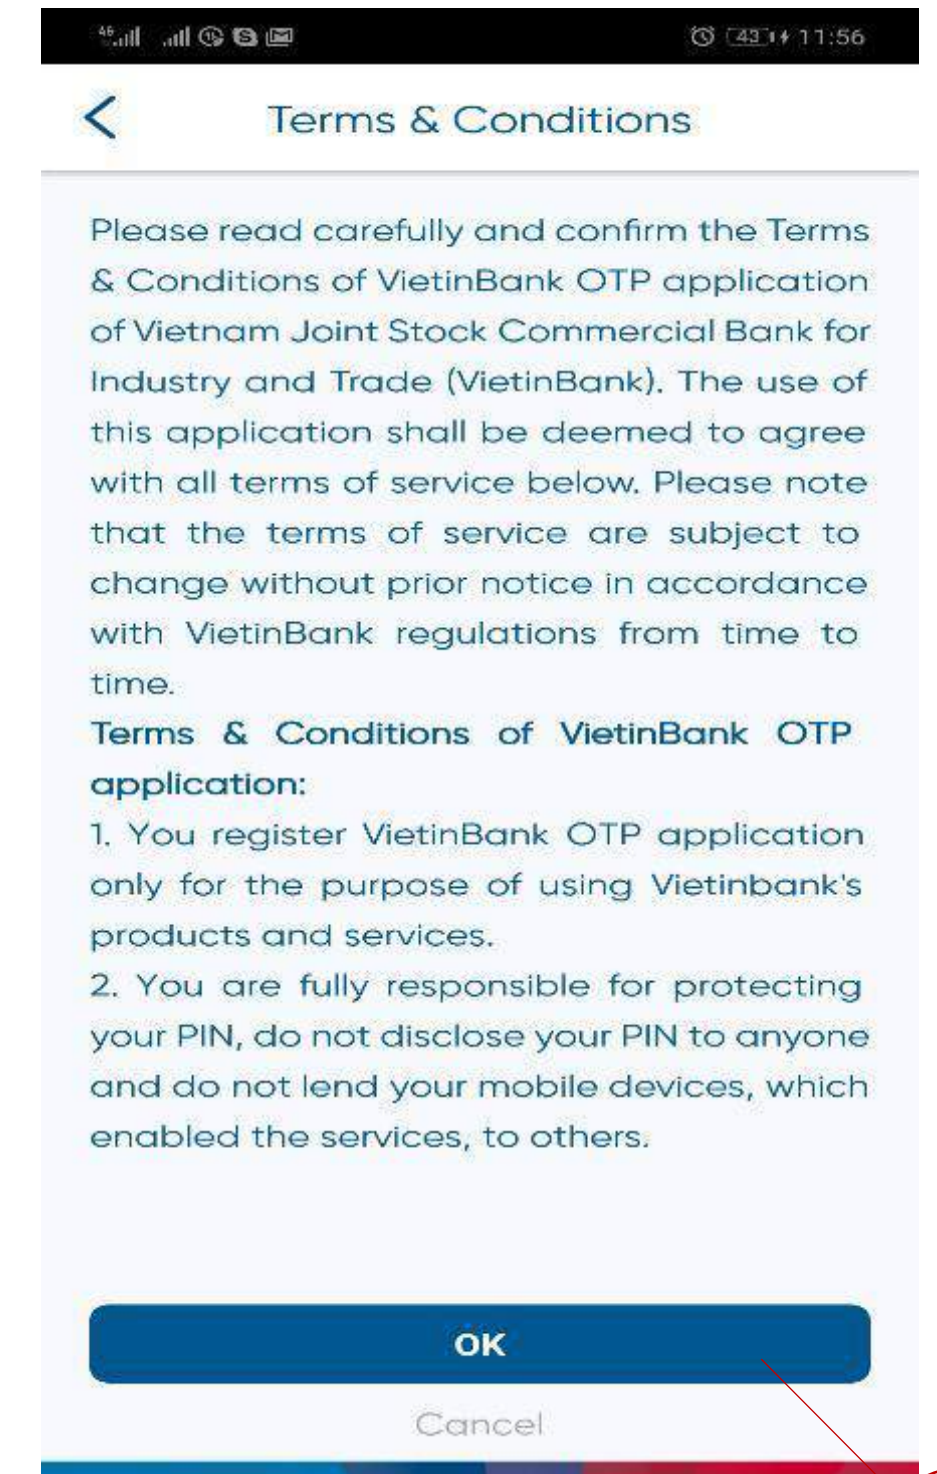 46
43 11:56
Terms & Conditions
Please read carefully and confirm the Terms
& Conditions of VietinBank OTP application
of Vietnam Joint Stock Commercial Bank for
Industry and Trade (VietinBank). The use of
this application shall be deemed to agree
with all terms of service below. Please note
that the terms of service are subject to
change without prior notice in accordance
with VietinBank regulations from time to
time.
Terms & Conditions of VietinBank OTP
application:
1. You register VietinBank OTP application
only for the purpose of using Vietinbank's
products and services.
2. You are fully responsible for protecting
your PIN, do not disclose your PIN to anyone
and do not lend your mobile devices, which
enabled the services, to others.
OK
Cancel